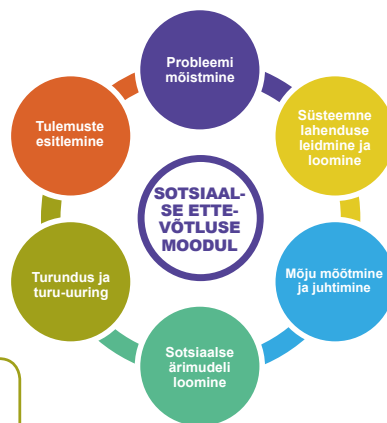 Probleemi
mõistmine
Süsteemne
lahenduse
leidmine ja
loomine
Mõju mõõtmine
ja juhtimine
Sotsiaalse
ärimudeli
loomine
Turundus ja
turu-uuring
Tulemuste
esitlemine
SOTSIAAL-
SE ETTE-
VÕTLUSE
MOODUL